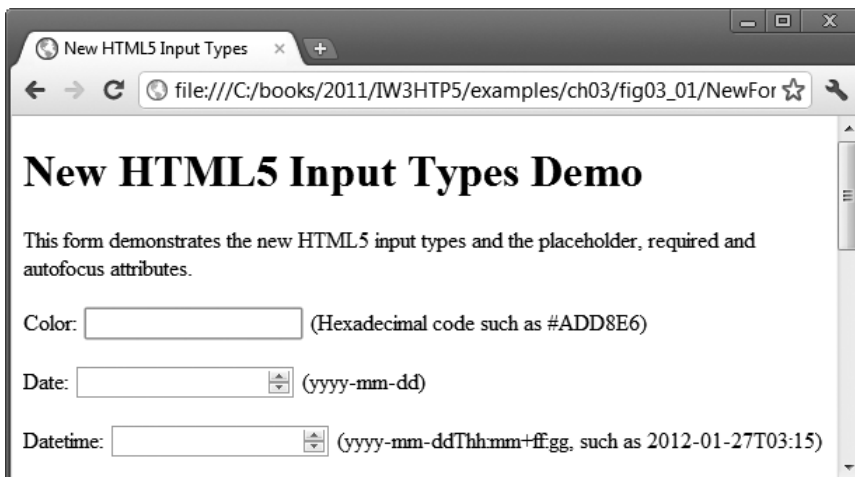 New HTML5 Input Types
file:///C:/books/2011/IW3HTP5/examples/ch03/fig03_01/NewFor
New HTML5 Input Types Demo
This form demonstrates the new HTML5 input types and the placeholder, required and
autofocus attributes.
Color: (Hexadecimal code such as #ADD8E6)
Date: (yyyy-mm-dd)
Datetime: (yyyy-mm-ddThh:mm+ff:gg, such as 2012-01-27T03:15)